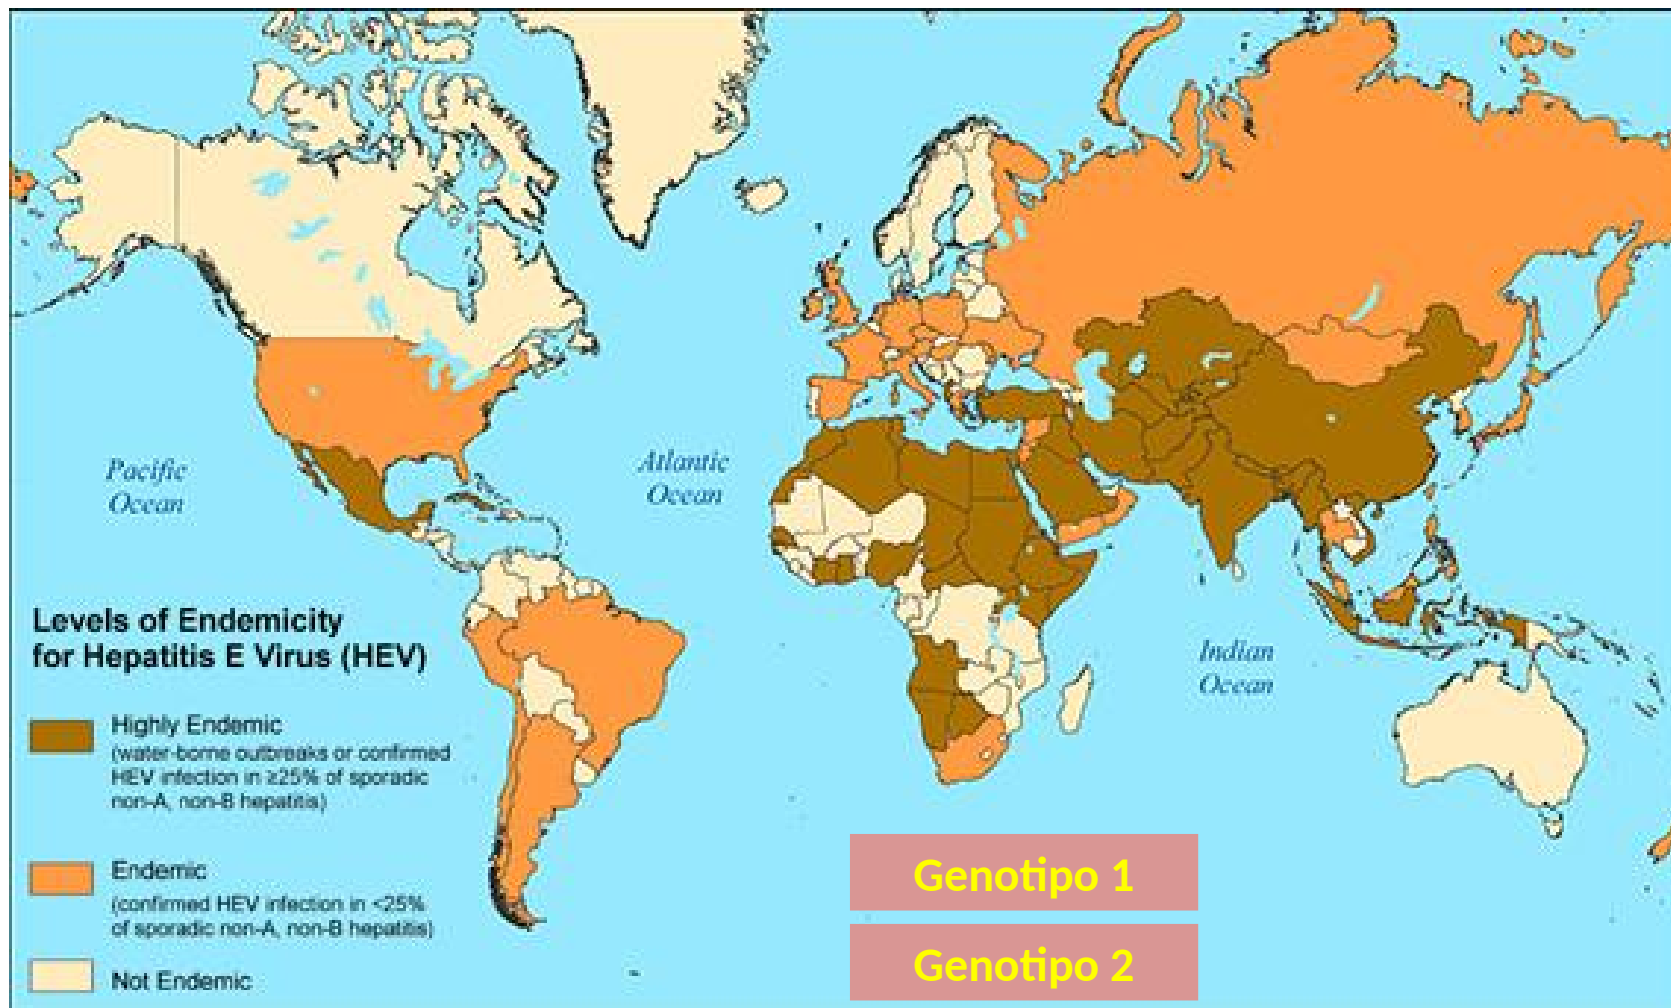 Pacific
Ocean
Atlantic
Ocean
Indian
Ocean
Levels of Endemicity
for Hepatitis E Virus (HEV)
Highly Endemic
(water-borne outbreaks or confirmed
HEV infection in ≥25% of sporadic
non-A, non-B hepatitis)
Endemic
(confirmed HEV infection in <25%
of sporadic non-A, non-B hepatitis)
Not Endemic
Genotipo 1
Genotipo 2